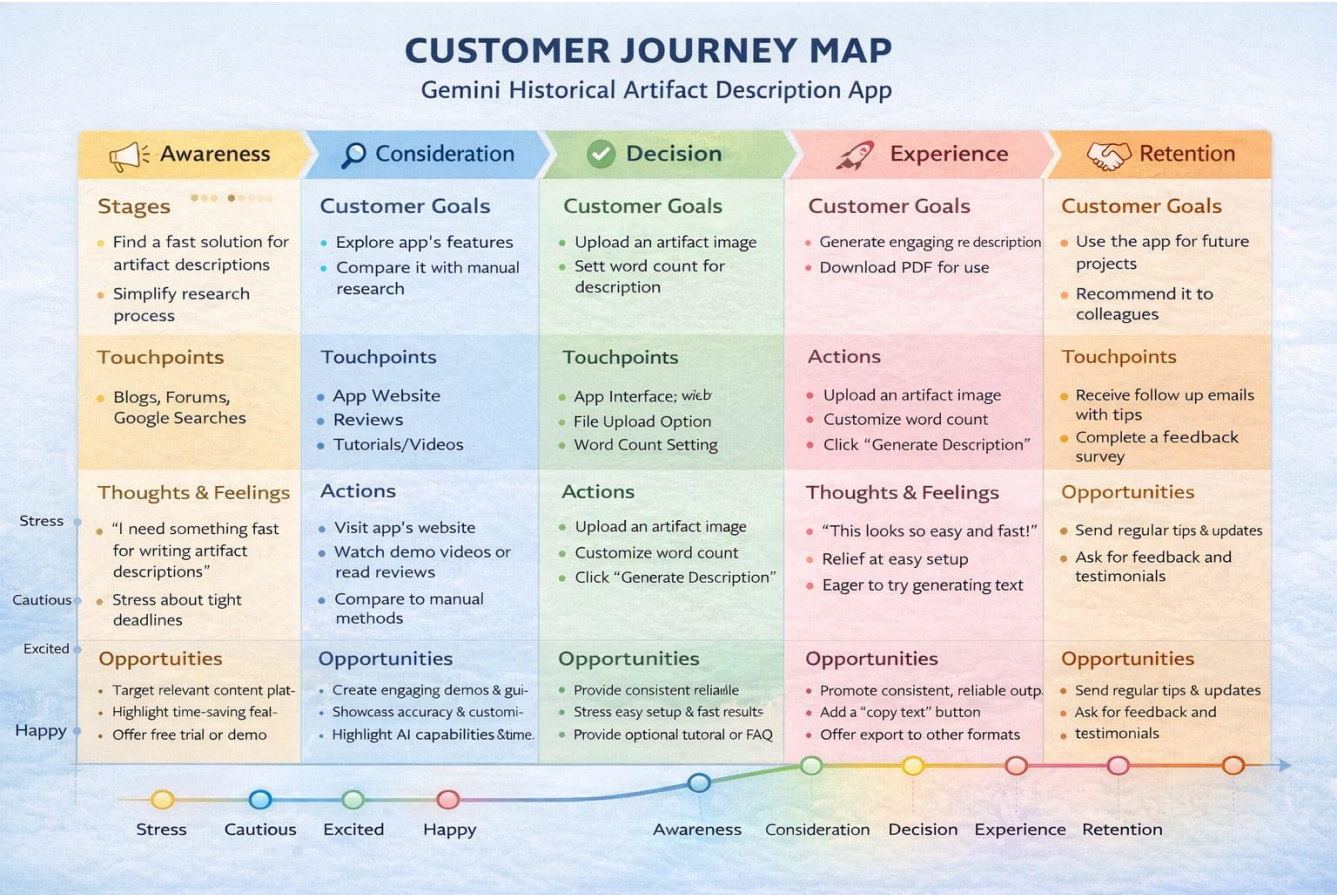 CUSTOMER JOURNEY MAP
Gemini Historical Artifact Description App
Awareness
Stages
Find a fast solution for
artifact descriptions
Simplify research
process
Touchpoints
Blogs, Forums,
Google Searches
Thoughts & Feelings
"I need something fast
for writing artifact
descriptions"
Stress about tight
deadlines
Opportuities
Target relevant content plat-
Highlight time-saving feal-
Offer free trial or demo
Consideration
Customer Goals
Explore app's features
Compare it with manual
research
Touchpoints
App Website
Reviews
Tutorials/Videos
Actions
Visit app's website
Watch demo videos or
read reviews
Compare to manual
methods
Opportunities
Create engaging demos & gui-
Showcass accuracy & customi-
Highlight AI capabilities &time.
Decision
Customer Goals
Upload an artifact image
Sett word count for
description
Touchpoints
App Interface;
File Upload Option
Word Count Setting
Actions
Upload an artifact image
Customize word count
Click "Generate Description"
Opportunities
Provide consistent
Stress easy setup & fast results
Provide optional tutoral or FAQ
Experience
Customer Goals
Generate engaging re description
Download PDF for use
Actions
Upload an artifact image
Customize word count
Click "Generate Description"
Thoughts & Feelings
"This looks so easy and fast!"
Relief at easy setup
Eager to try generating text
Opportunities
Promote consistent, reliable outp
Add a "copy text" button
Offer export to other formats
Retention
Customer Goals
Use the app for future
projects
Recommend it to
colleagues
Touchpoints
Receive follow up emails
with tips
Complete a feedback
survey
Opportunities
Send regular tips & updates
Ask for feedback and
testimonials
Opportunities
Send regular tips & updates
Ask for feedback and
testimonials
Stress
Cautious
Excited
Happy
Stress
Cautious
Excited
Happy
Awareness
Consideration
Decision
Experience
Retention